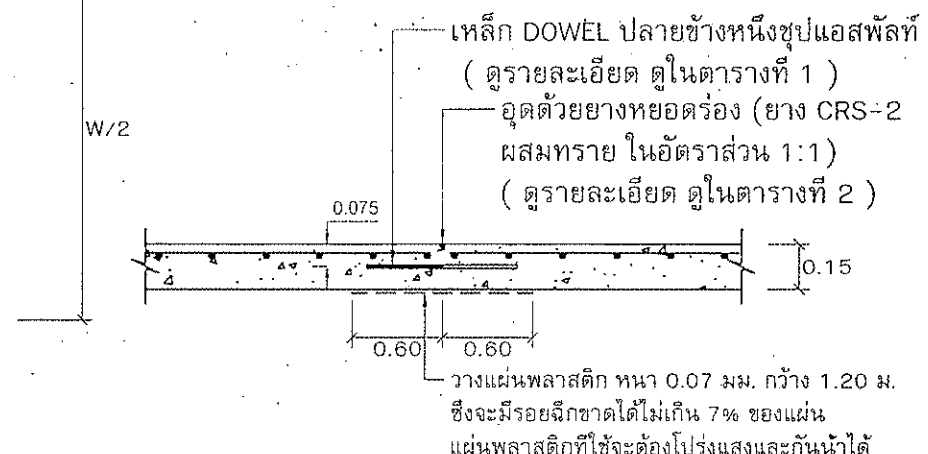 เหล็ก DOWEL ปลายข้างหนึ่งชุปแอสพัลท์
( ดูรายละเอียด ดูในตารางที่ 1 )
อุดด้วยยางหยอดร่อง (ยาง CRS-2
ผสมทราย ในอัตราส่วน 1:1)
( ดูรายละเอียด ดูในตารางที่ 2 )
W/2
0.075
0.15
0.60 0.60
วางแผ่นพลาสติก หนา 0.07 มม. กว้าง 1.20 ม.
ซึ่งจะมีรอยฉีกขาดได้ไม่เกิน 7% ของแผ่น
แผ่นพลาสติกที่ใช้จะต้องโปร่งแสงและกันน้ำได้